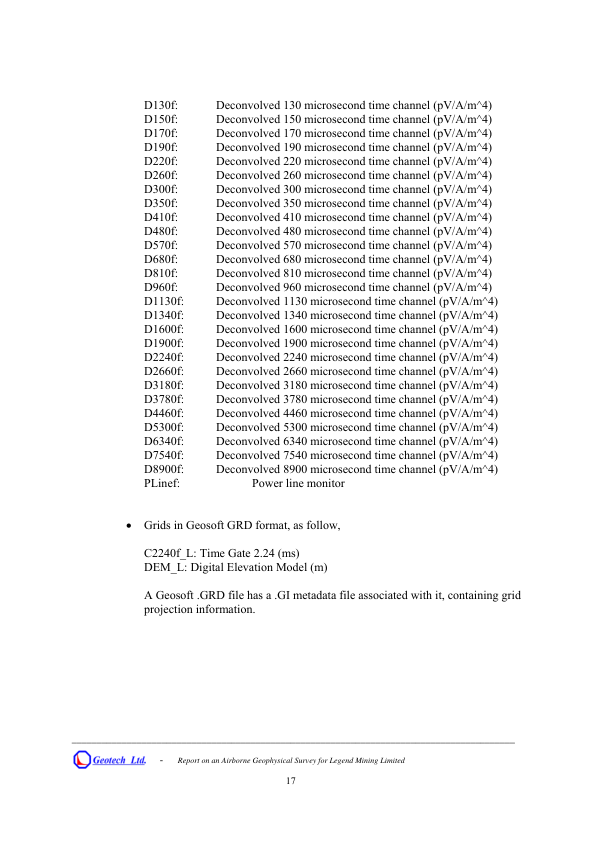 D130f: Deconvolved 130 microsecond time channel (pV/A/m^4)
D150f: Deconvolved 150 microsecond time channel (pV/A/m^4)
D170f: Deconvolved 170 microsecond time channel (pV/A/m^4)
D190f: Deconvolved 190 microsecond time channel (pV/A/m^4)
D220f: Deconvolved 220 microsecond time channel (pV/A/m^4)
D260f: Deconvolved 260 microsecond time channel (pV/A/m^4)
D300f: Deconvolved 300 microsecond time channel (pV/A/m^4)
D350f: Deconvolved 350 microsecond time channel (pV/A/m^4)
D410f: Deconvolved 410 microsecond time channel (pV/A/m^4)
D480f: Deconvolved 480 microsecond time channel (pV/A/m^4)
D570f: Deconvolved 570 microsecond time channel (pV/A/m^4)
D680f: Deconvolved 680 microsecond time channel (pV/A/m^4)
D810f: Deconvolved 810 microsecond time channel (pV/A/m^4)
D960f: Deconvolved 960 microsecond time channel (pV/A/m^4)
D1130f: Deconvolved 1130 microsecond time channel (pV/A/m^4)
D1340f: Deconvolved 1340 microsecond time channel (pV/A/m^4)
D1600f: Deconvolved 1600 microsecond time channel (pV/A/m^4)
D1900f: Deconvolved 1900 microsecond time channel (pV/A/m^4)
D2240f: Deconvolved 2240 microsecond time channel (pV/A/m^4)
D2660f: Deconvolved 2660 microsecond time channel (pV/A/m^4)
D3180f: Deconvolved 3180 microsecond time channel (pV/A/m^4)
D3780f: Deconvolved 3780 microsecond time channel (pV/A/m^4)
D4460f: Deconvolved 4460 microsecond time channel (pV/A/m^4)
D5300f: Deconvolved 5300 microsecond time channel (pV/A/m^4)
D6340f: Deconvolved 6340 microsecond time channel (pV/A/m^4)
D7540f: Deconvolved 7540 microsecond time channel (pV/A/m^4)
D8900f: Deconvolved 8900 microsecond time channel (pV/A/m^4)
PLinef: Power line monitor
• Grids in Geosoft GRD format, as follow,
C2240f_L: Time Gate 2.24 (ms)
DEM_L: Digital Elevation Model (m)
A Geosoft .GRD file has a .GI metadata file associated with it, containing grid
projection information.
Geotech Ltd. - Report on an Airborne Geophysical Survey for Legend Mining Limited
17